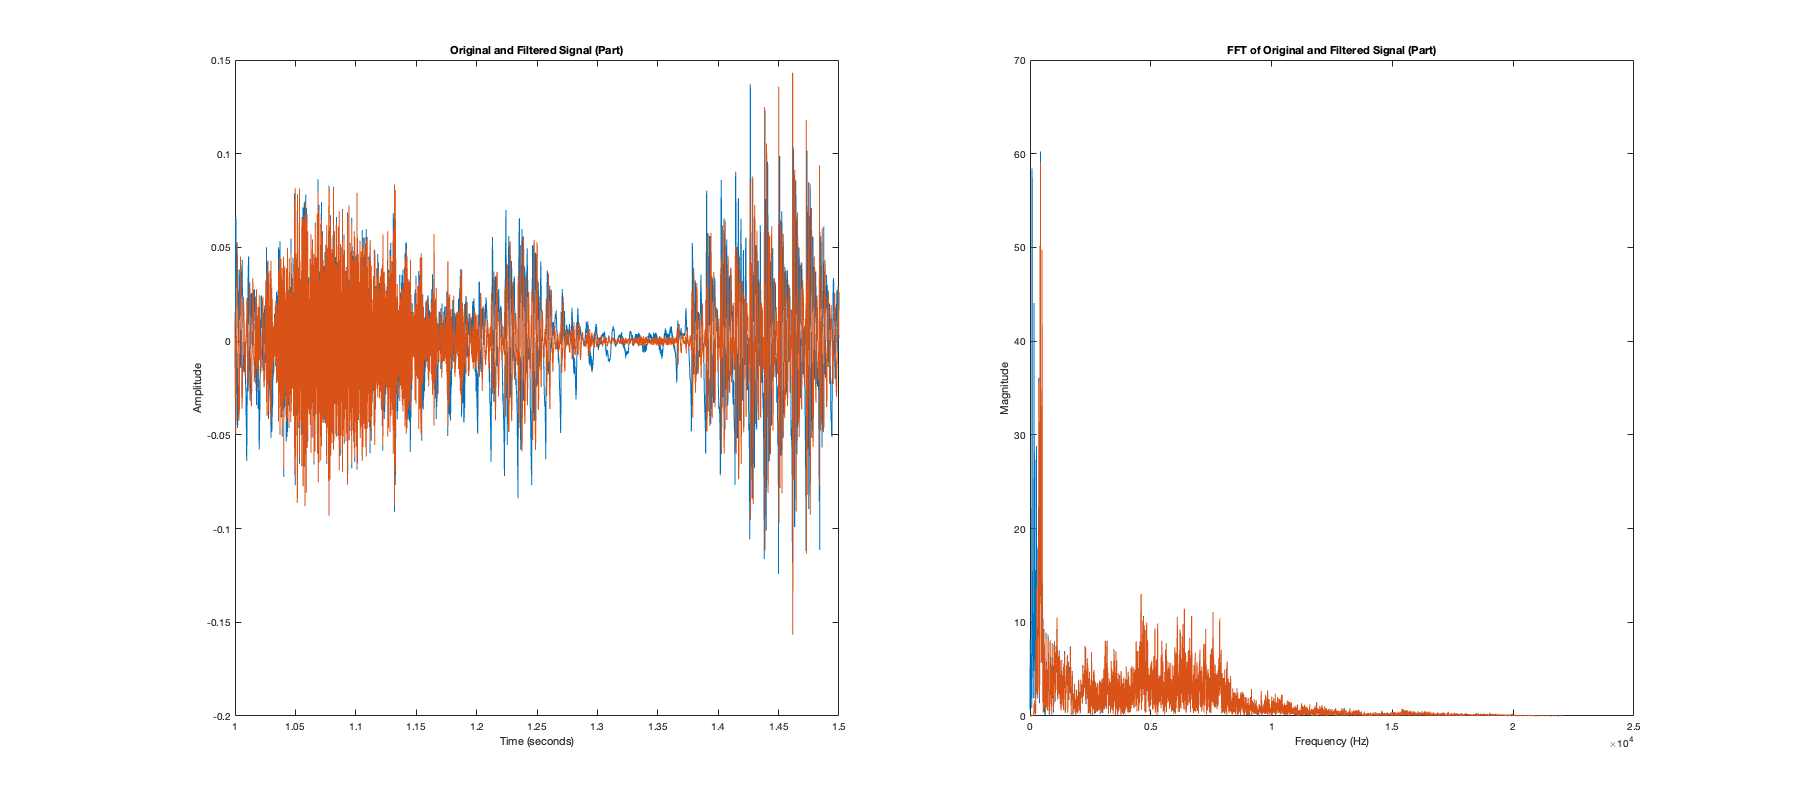 Original and Filtered Signal (Part)
0.15
0.1
0.05
0
-0.05
-0.1
-0.15
-0.2
Amplitude
1 1.05 1.1 1.15 1.2 1.25 1.3 1.35 1.4 1.45 1.5
Time (seconds)
FFT of Original and Filtered Signal (Part)
70
60
50
40
30
20
10
0
Magnitude
0 0.5 1 1.5 2 2.5
Frequency (Hz)
×10⁴